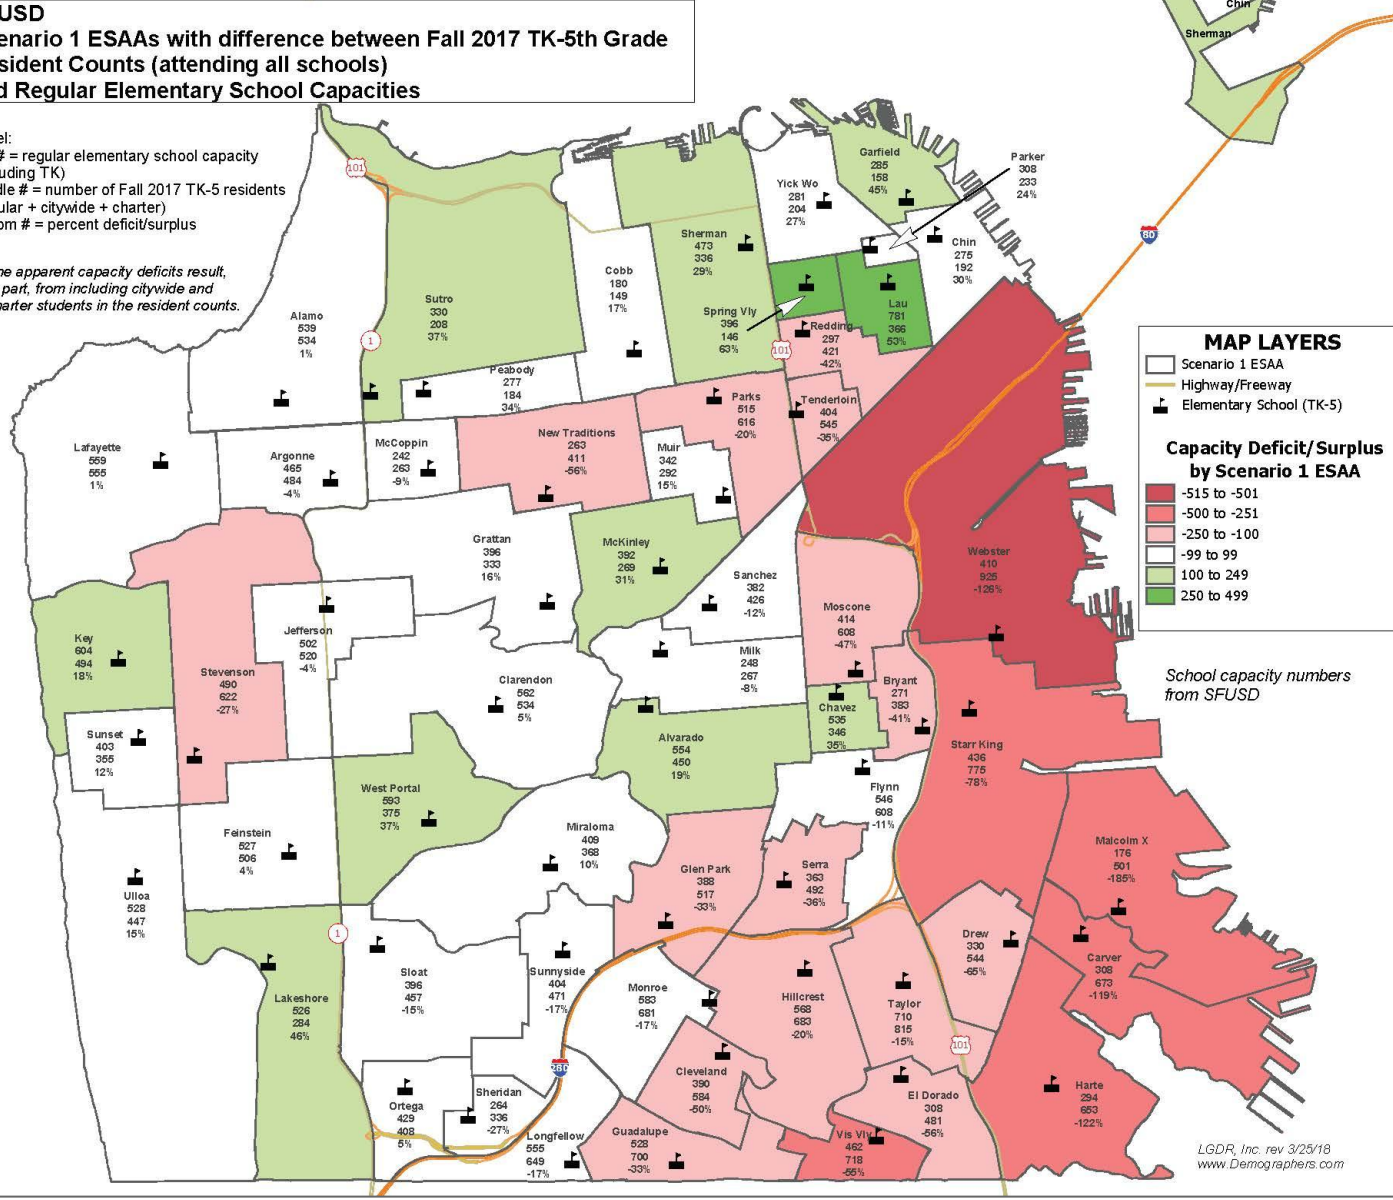 USD
enario 1 ESAAs with difference between Fall 2017 TK-5th Grade
sident Counts (attending all schools)
d Regular Elementary School Capacities
el:
# = regular elementary school capacity
uding TK)
dle # = number of Fall 2017 TK-5 residents
ular + citywide + charter)
om # = percent deficit/surplus
ne apparent capacity deficits result,
part, from including citywide and
arter students in the resident counts.
Chin
Sherman
101
Garfield
285
158
45%
Parker
308
233
24%
Yick Wo
281
204
27%
Chin
275
192
30%
80
Sherman
473
336
29%
Cobb
180
149
17%
Sutro
330
208
37%
Alamo
539
534
1%
1
Spring Vly
396
146
63%
Lau
781
366
53%
Redding
297
421
-42%
101
Peabody
277
184
34%
Parks
515
616
-20%
Tenderloin
404
545
-35%
MAP LAYERS
Scenario 1 ESAA
Highway/Freeway
Elementary School (TK-5)
Capacity Deficit/Surplus
by Scenario 1 ESAA
-515 to -501
-500 to -251
-250 to -100
-99 to 99
100 to 249
250 to 499
School capacity numbers
from SFUSD
Lafayette
559
555
1%
Argonne
465
484
-4%
McCoppin
242
263
-9%
New Traditions
263
411
-56%
Muir
342
292
15%
Grattan
396
333
16%
McKinley
392
269
31%
Sanchez
382
426
-12%
Webster
410
925
-126%
Moscone
414
608
-47%
Key
604
494
18%
Jefferson
502
520
-4%
Stevenson
490
622
-27%
Clarendon
562
534
5%
Milk
248
267
-8%
Bryant
271
383
-41%
Chavez
535
346
35%
Sunset
403
355
12%
Alvarado
554
450
19%
Starr King
436
775
-78%
West Portal
593
375
37%
Flynn
546
608
-11%
Feinstein
527
506
4%
Miraloma
409
368
10%
Malcolm X
176
501
-185%
Glen Park
388
517
-33%
Serra
363
492
-36%
Ulloa
528
447
15%
1
Drew
330
544
-65%
Carver
308
673
-119%
Sloat
396
457
-15%
Sunnyside
404
471
-17%
Monroe
583
681
-17%
Hillcrest
568
683
-20%
Taylor
710
815
-15%
Lakeshore
526
284
46%
101
280
Cleveland
390
584
-50%
Harte
294
653
-122%
Sheridan
264
336
-27%
Ortega
429
408
5%
El Dorado
308
481
-56%
Longfellow
555
649
-17%
Guadalupe
528
700
-33%
Vis Vly
462
718
-55%
LGDR, Inc. rev 3/25/18
www.Demographers.com